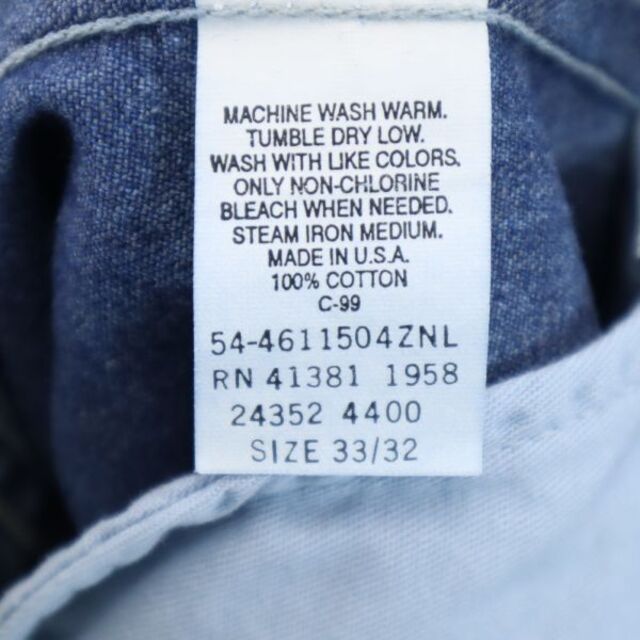 MACHINE WASH WARM.
TUMBLE DRY LOW.
WASH WITH LIKE COLORS.
ONLY NON-CHLORINE
BLEACH WHEN NEEDED.
STEAM IRON MEDIUM.
MADE IN U.S.A.
100% COTTON
C-99
54-4611504ZNL
RN 41381 1958
24352 4400
SIZE 33/32